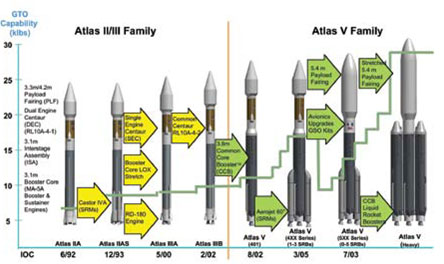 GTO
Capability
(klbs)
Atlas II/III Family
Atlas V Family
30
25
20
15
10
5
3.3m/4.2m
Payload
Fairing (PLF)
Dual Engine
Centaur
(DEC)
(RL10A-4-1)
3.1m
Interstage
Assembly
(ISA)
3.1m
Booster Core
(MA-5A
Booster &
Sustainer
Engines)
Castor IVA
(SRMs)
Single
Engine
Centaur
(SEC)
Booster
Core LOX
Stretch
RD-180
Engine
Common
Centaur
RL10A-4-2
3.8m
Common
Core
Booster
(CCB)
Aerojet 60"
(SRMs)
5.4 m
Payload
Fairing
Avionics
Upgrades
GSO Kits
Stretched
5.4 m
Payload
Fairing
CCB
Liquid
Rocket
Booster
Atlas IIA
Atlas IIAS
Atlas IIIA
Atlas IIIB
Atlas V
(401)
Atlas V
(4XX Series)
(1-3 SRBs)
Atlas V
(5XX Series)
(0-5 SRBs)
Atlas V
(Heavy)
IOC
6/92
12/93
5/00
2/02
8/02
3/05
7/03